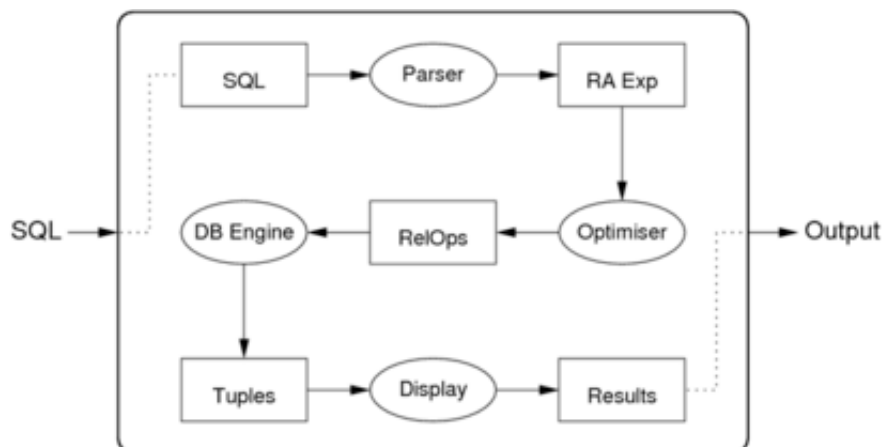 SQL
Parser
RA Exp
SQL
DB Engine
RelOps
Optimiser
Output
Tuples
Display
Results